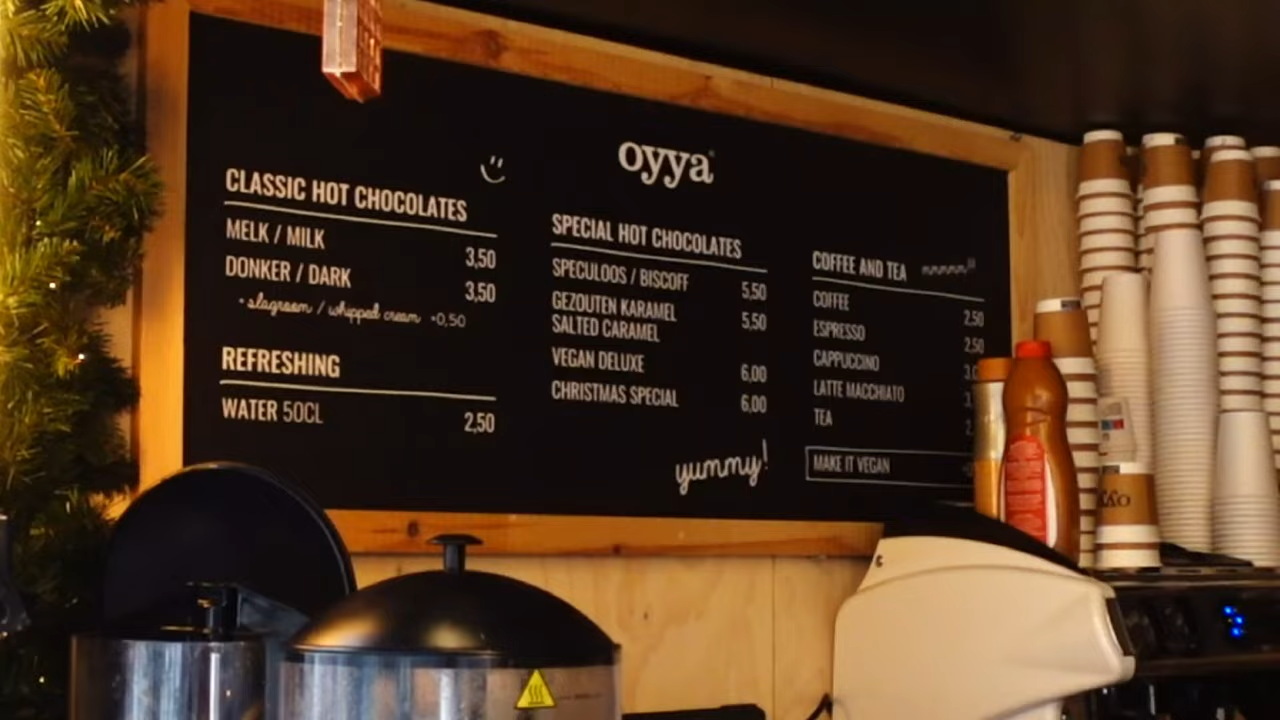 oyya
CLASSIC HOT CHOCOLATES
MELK / MILK 3,50
DONKER / DARK 3,50
• slagroom / whipped cream +0,50
REFRESHING
WATER 50CL 2,50
SPECIAL HOT CHOCOLATES
SPECULOOS / BISCOFF 5,50
GEZOUTEN KARAMEL 5,50
SALTED CARAMEL
VEGAN DELUXE 6,00
CHRISTMAS SPECIAL 6,00
yummy!
COFFEE AND TEA mmmm!!
COFFEE 2,50
ESPRESSO 2,50
CAPPUCCINO
LATTE MACCHIATO
TEA
MAKE IT VEGAN